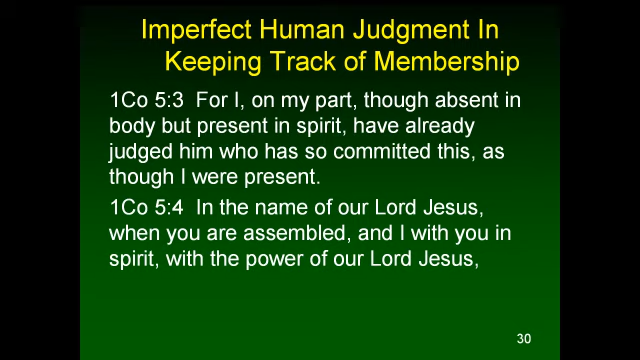 Imperfect Human Judgment In
Keeping Track of Membership
1Co 5:3 For I, on my part, though absent in
body but present in spirit, have already
judged him who has so committed this, as
though I were present.
1Co 5:4 In the name of our Lord Jesus,
when you are assembled, and I with you in
spirit, with the power of our Lord Jesus,
30